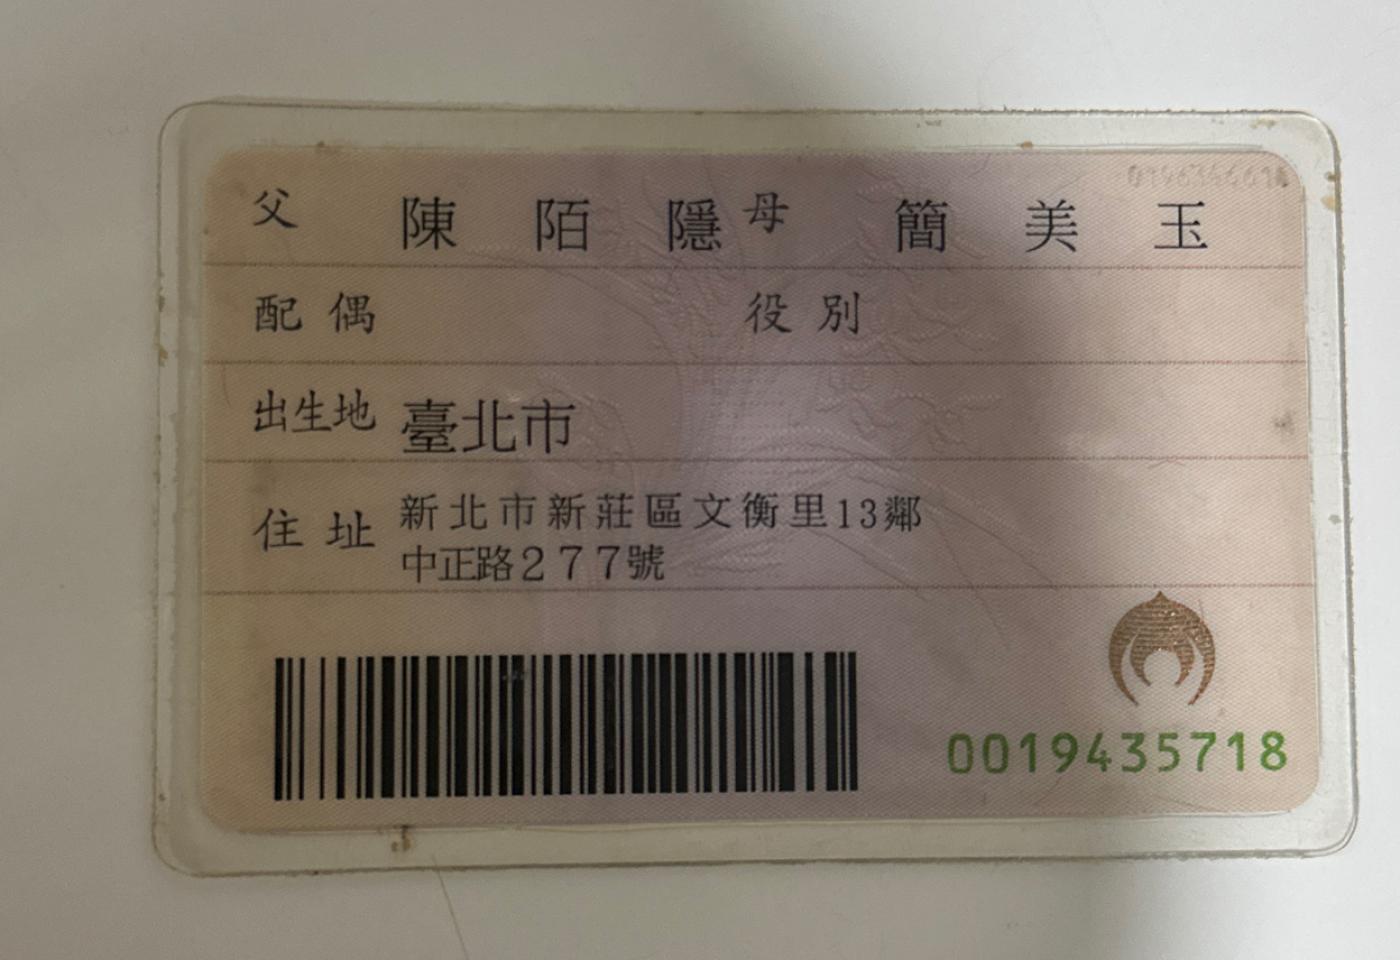 父 陳陌隱 母 簡美玉
配偶 役別
出生地 臺北市
住址 新北市新莊區文衡里13鄰
中正路277號
0019435718